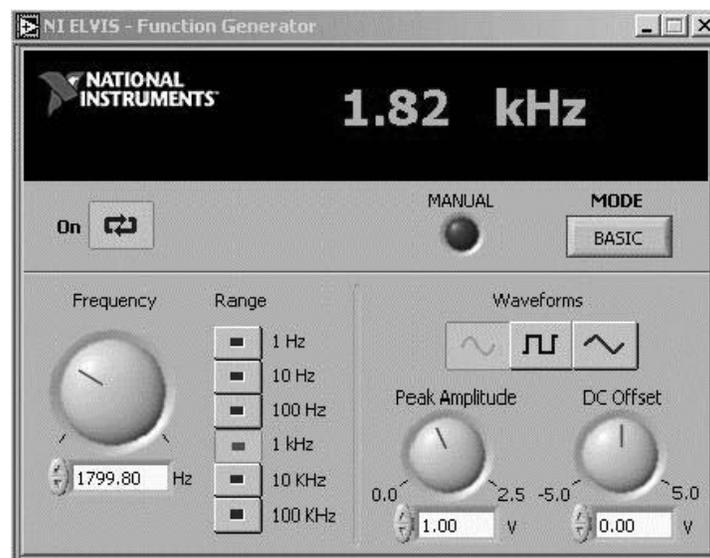 NI ELVIS - Function Generator
NATIONAL
INSTRUMENTS™
1.82 kHz
On
MANUAL
MODE
BASIC
Frequency
Range
Waveforms
1 Hz
10 Hz
100 Hz
1 kHz
10 KHz
100 KHz
1799.80 Hz
Peak Amplitude
DC Offset
0.0
2.5
-5.0
5.0
1.00 V
0.00 V